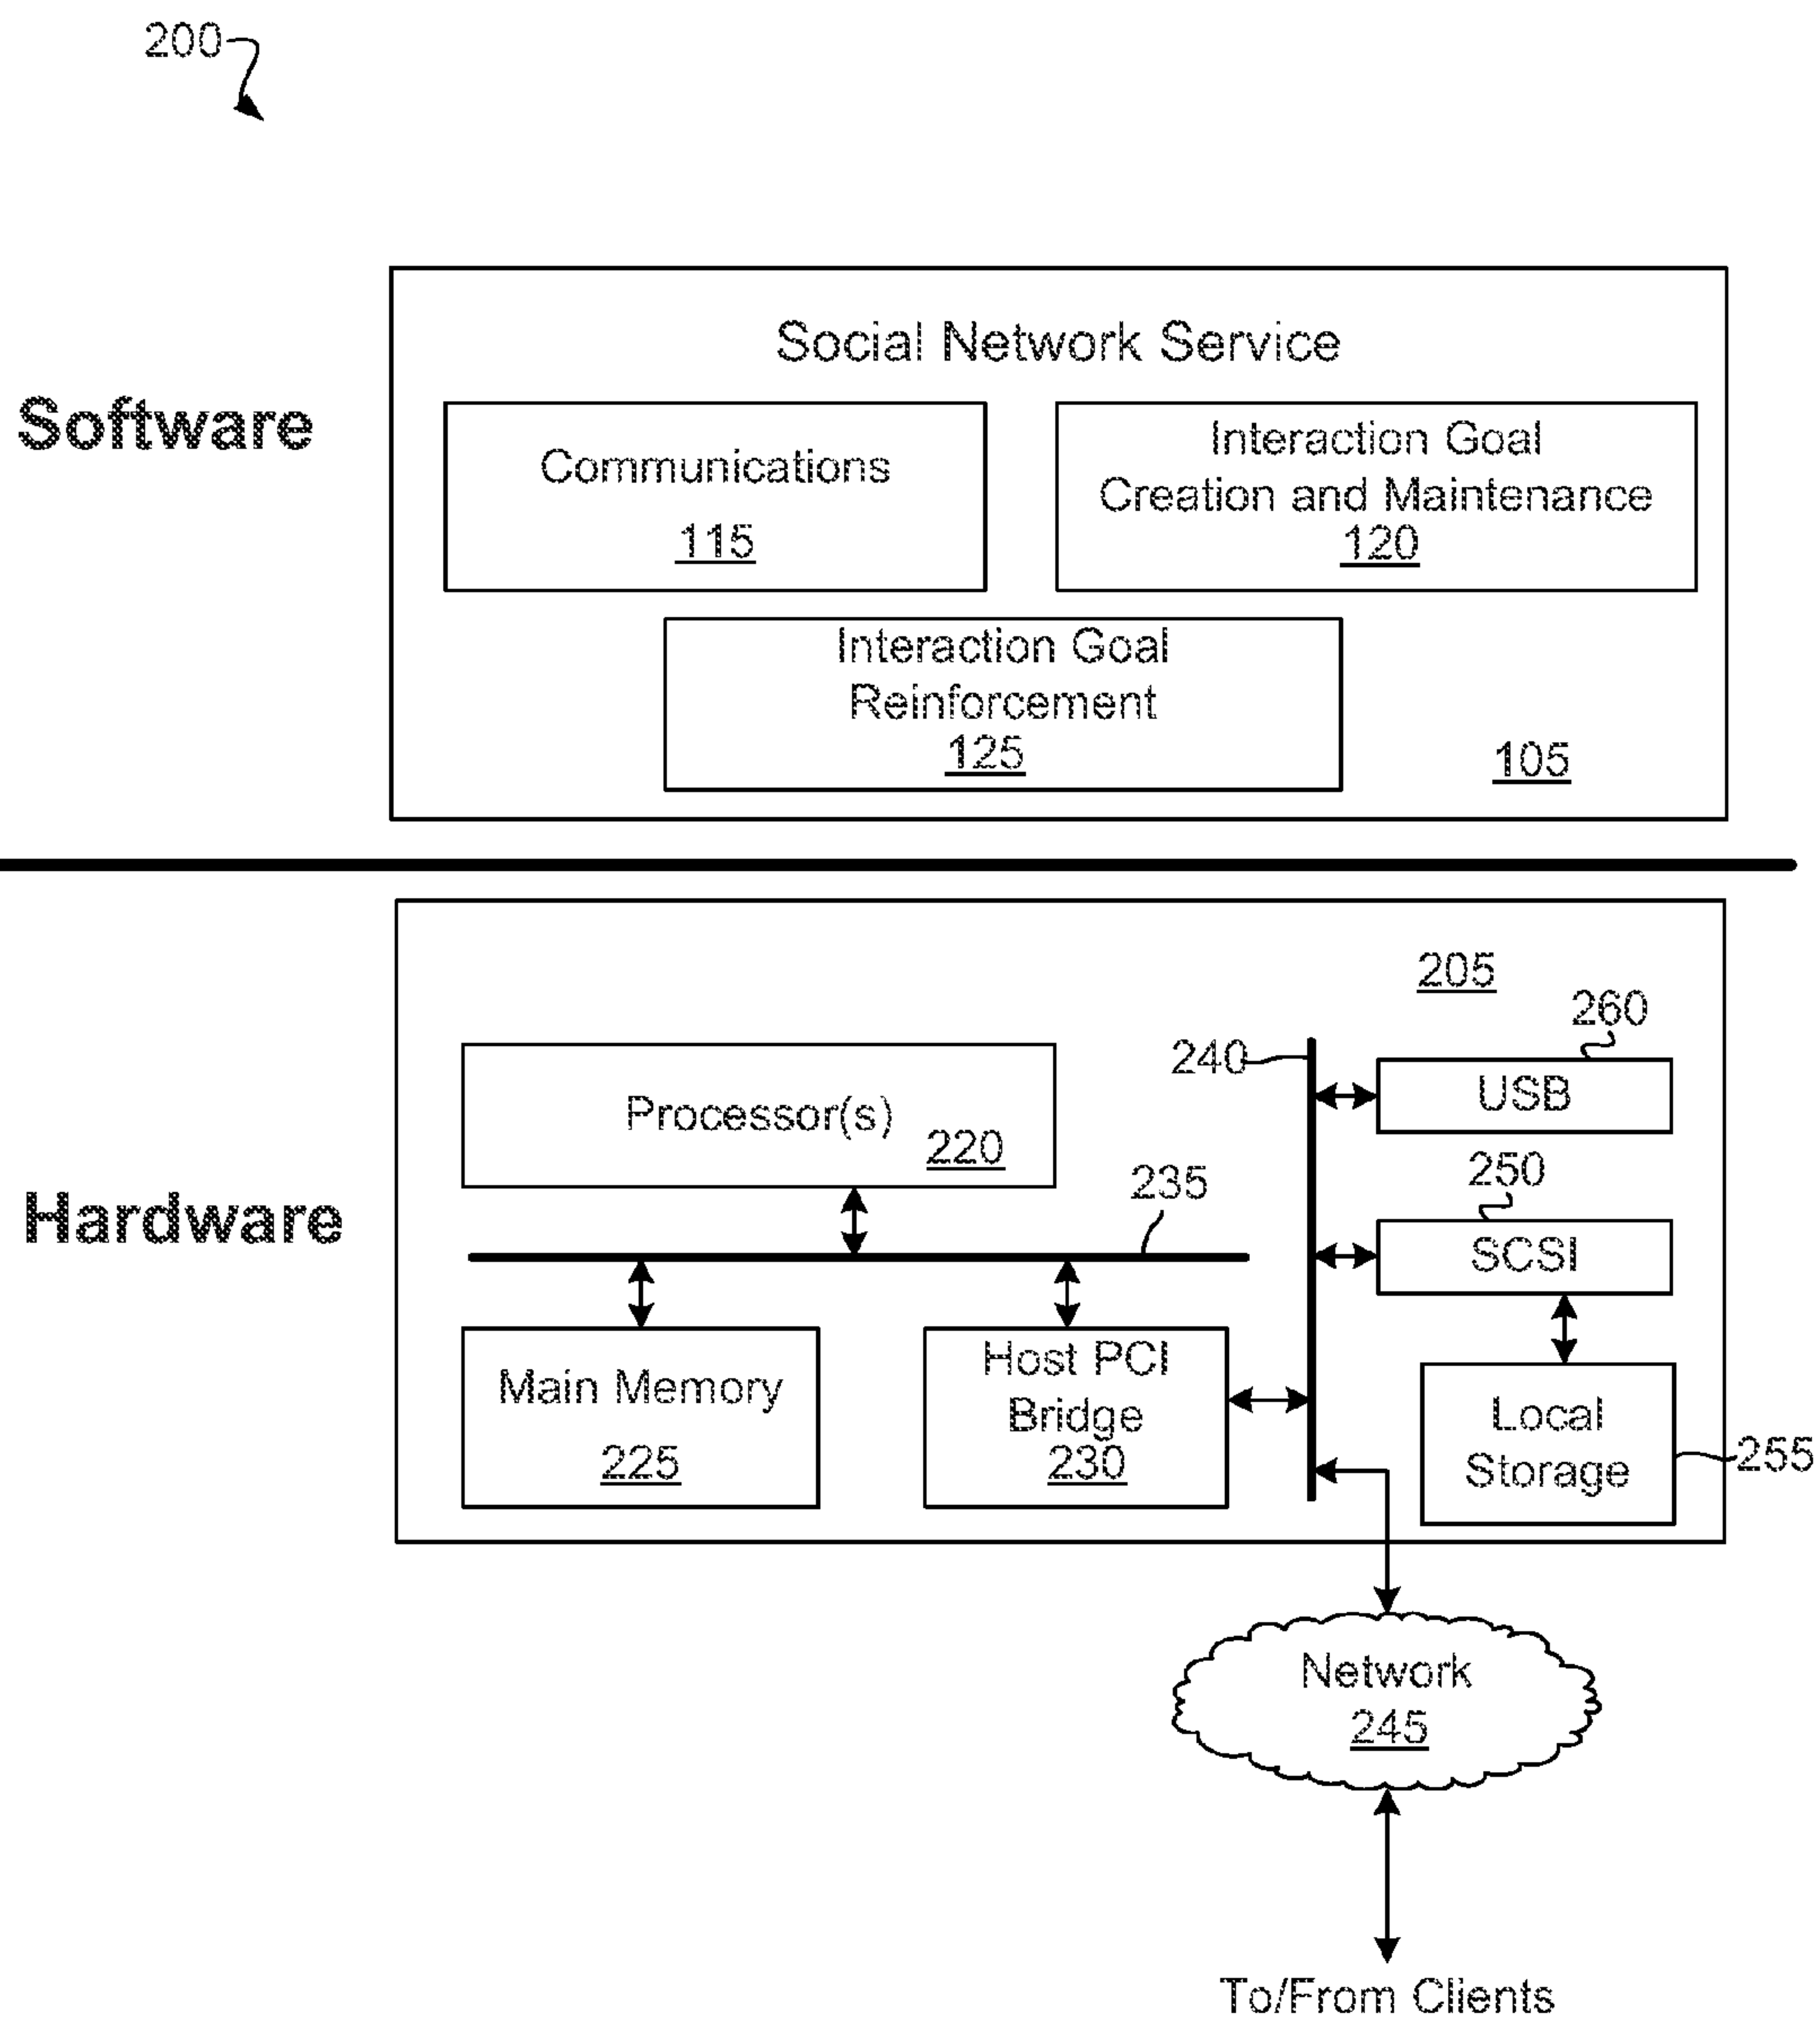 200
Software
Social Network Service
Communications
115
Interaction Goal
Creation and Maintenance
120
Interaction Goal
Reinforcement
125
105
Hardware
205
260
240
USB
Processor(s)
220
235
250
SCSI
Main Memory
225
Host PCI
Bridge
230
Local
Storage
255
Network
245
To/From Clients